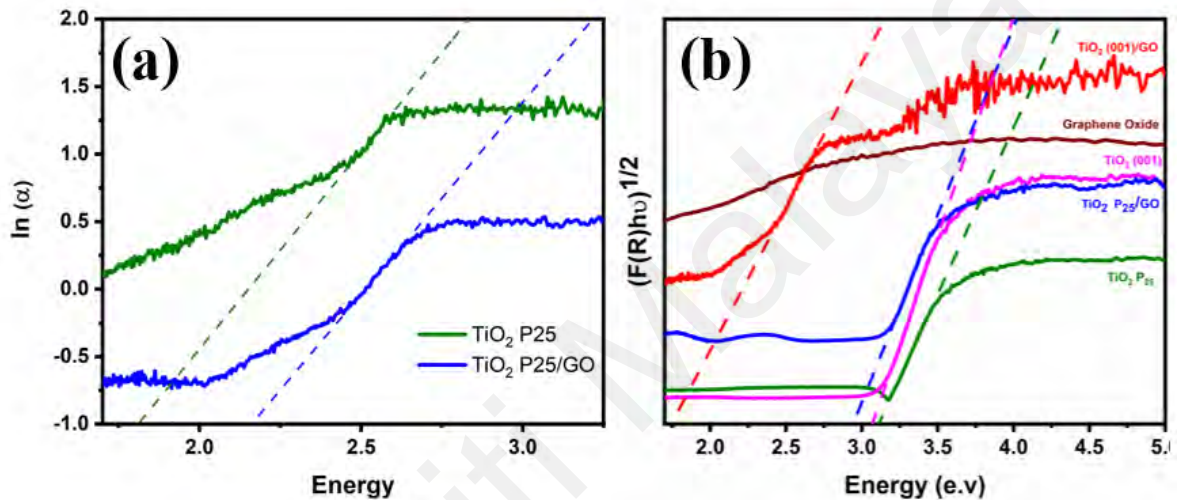 (a)
2.0
1.5
1.0
0.5
0.0
-0.5
-1.0
ln (α)
2.0 2.5 3.0
Energy
TiO2 P25
TiO2 P25/GO
(b)
(F(R)hυ)1/2
TiO2 (001)/GO
Graphene Oxide
TiO2 (001)
TiO2 P25/GO
TiO2 P25
2.0 2.5 3.0 3.5 4.0 4.5 5.0
Energy (e.v)